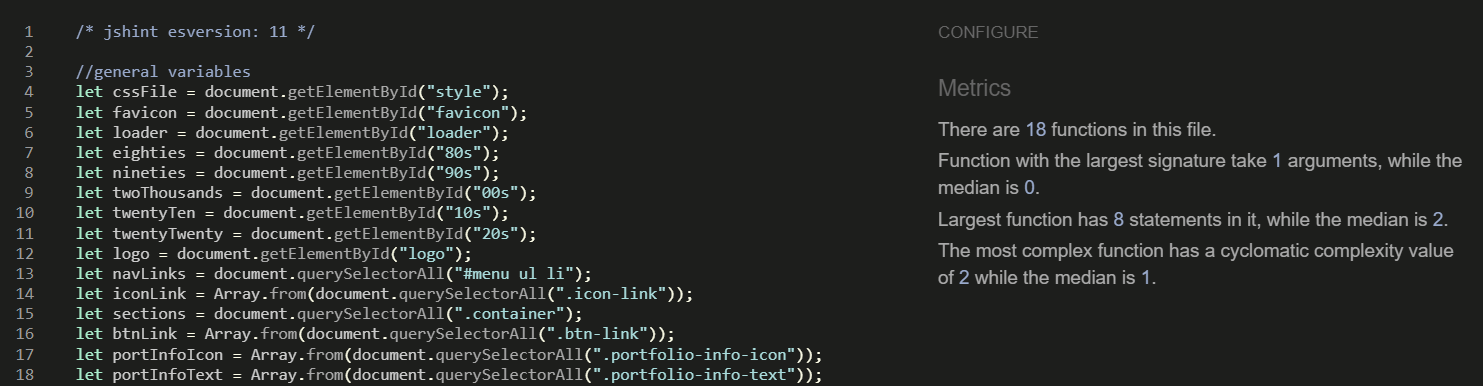 1 /* jshint esversion: 11 */
2
3 //general variables
4 let cssFile = document.getElementById("style");
5 let favicon = document.getElementById("favicon");
6 let loader = document.getElementById("loader");
7 let eighties = document.getElementById("80s");
8 let nineties = document.getElementById("90s");
9 let twoThousands = document.getElementById("00s");
10 let twentyTen = document.getElementById("10s");
11 let twentyTwenty = document.getElementById("20s");
12 let logo = document.getElementById("logo");
13 let navLinks = document.querySelectorAll("#menu ul li");
14 let iconLink = Array.from(document.querySelectorAll(".icon-link"));
15 let sections = document.querySelectorAll(".container");
16 let btnLink = Array.from(document.querySelectorAll(".btn-link"));
17 let portInfoIcon = Array.from(document.querySelectorAll(".portfolio-info-icon"));
18 let portInfoText = Array.from(document.querySelectorAll(".portfolio-info-text"));
CONFIGURE
Metrics
There are 18 functions in this file.
Function with the largest signature take 1 arguments, while the
median is 0.
Largest function has 8 statements in it, while the median is 2.
The most complex function has a cyclomatic complexity value
of 2 while the median is 1.